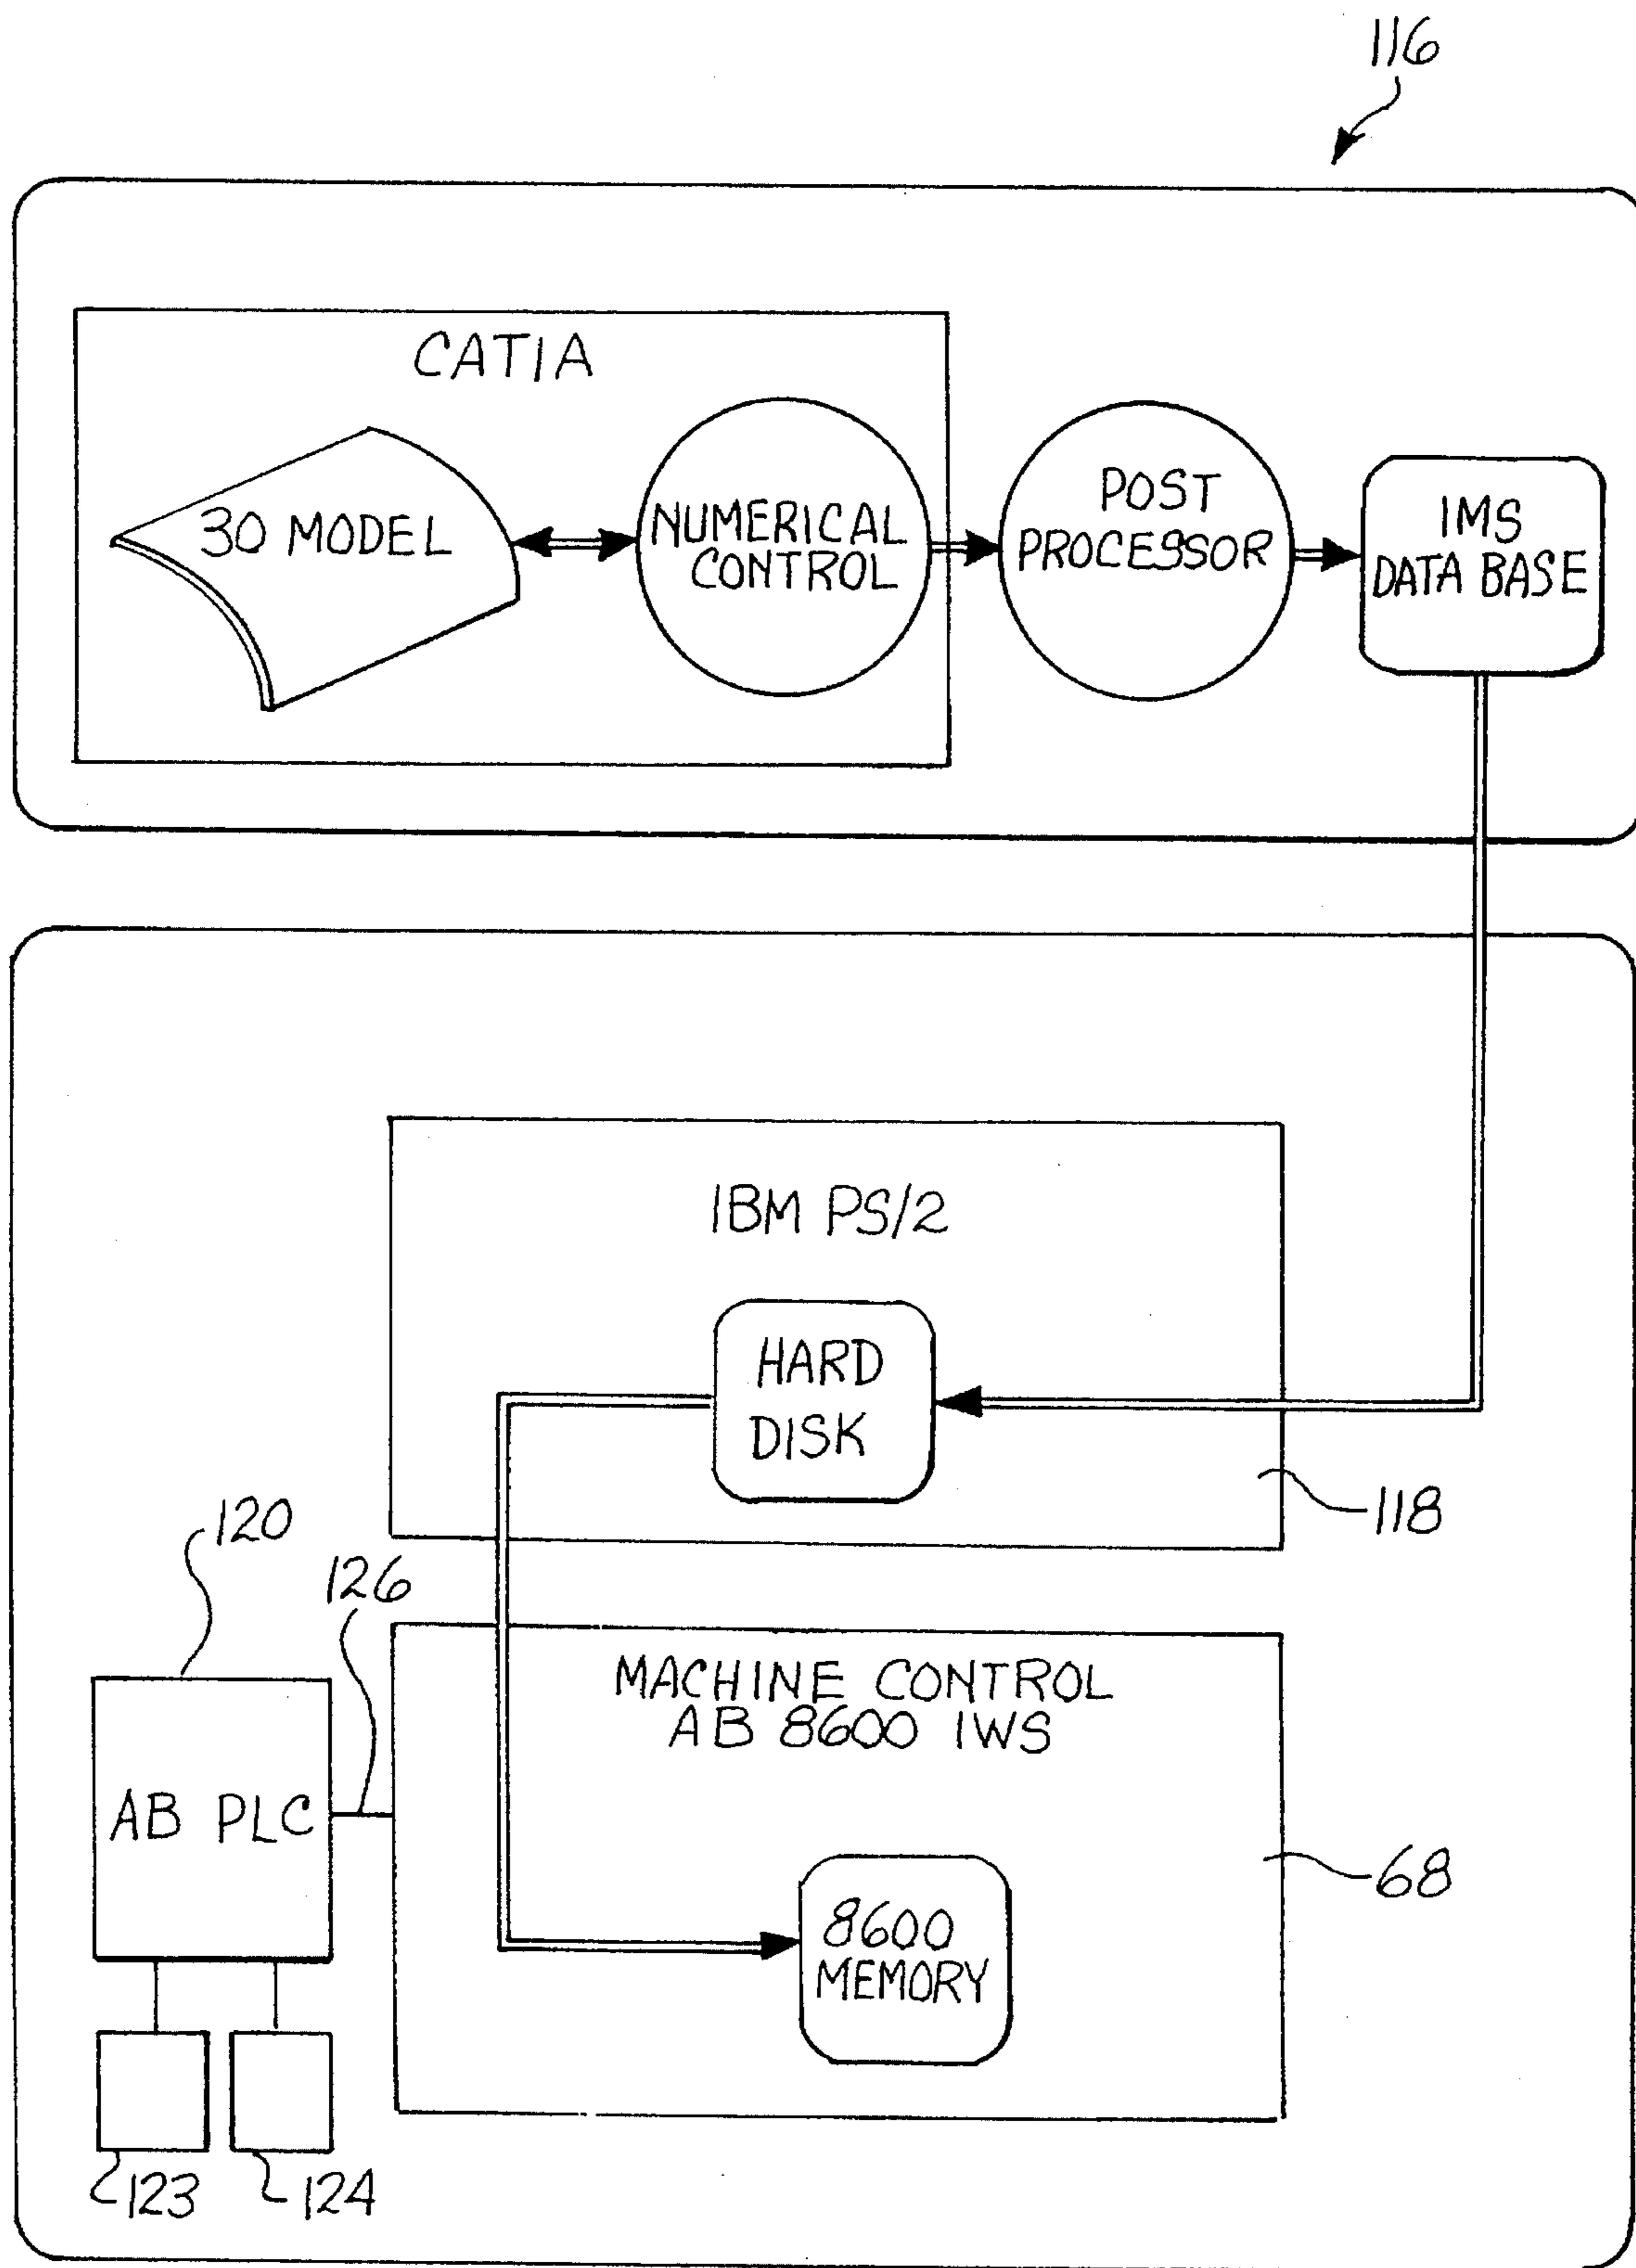 116
CATIA
30 MODEL
NUMERICAL
CONTROL
POST
PROCESSOR
IMS
DATA BASE
IBM PS/2
HARD
DISK
118
120
126
MACHINE CONTROL
AB 8600 IWS
AB PLC
68
8600
MEMORY
123
124